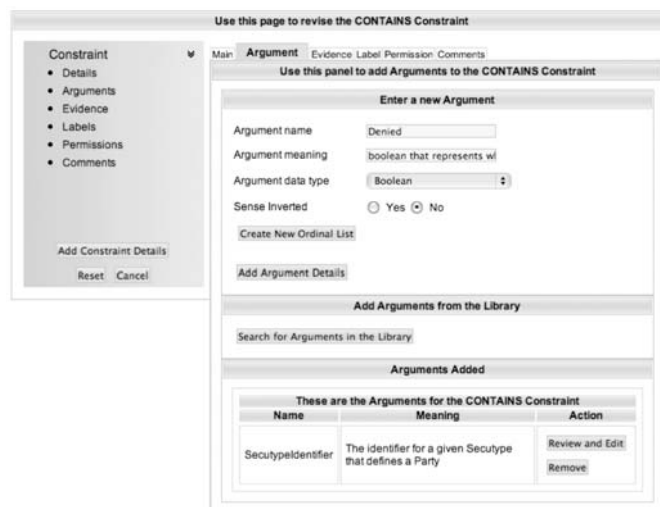 Use this page to revise the CONTAINS Constraint
Constraint
• Details
• Arguments
• Evidence
• Labels
• Permissions
• Comments
Add Constraint Details
Reset Cancel
Main Argument Evidence Label Permission Comments
Use this panel to add Arguments to the CONTAINS Constraint
Enter a new Argument
Argument name Denied
Argument meaning boolean that represents wl
Argument data type Boolean
Sense Inverted Yes No
Create New Ordinal List
Add Argument Details
Add Arguments from the Library
Search for Arguments in the Library
Arguments Added
These are the Arguments for the CONTAINS Constraint
Name Meaning Action
SecutypeIdentifier The identifier for a given Secutype that defines a Party Review and Edit
Remove